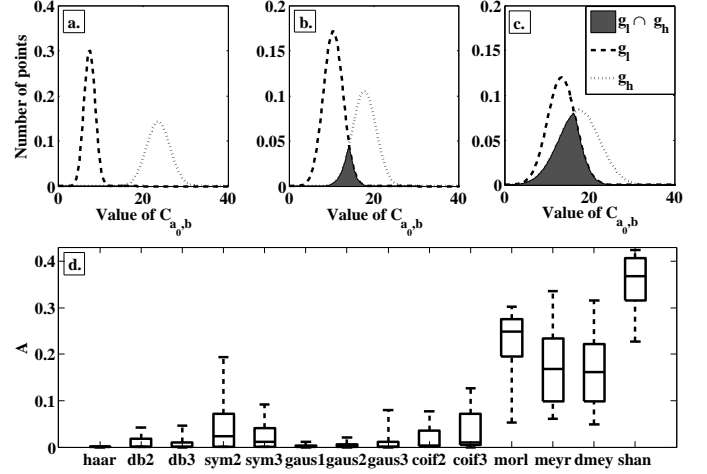 a.
b.
c.
g_l ∩ g_h
g_l
g_h
0.4
0.3
0.2
0.1
0
0.2
0.15
0.1
0.05
0
0.2
0.15
0.1
0.05
0
Number of points
0 20 40
0 20 40
0 20 40
Value of C_{a_0,b}
Value of C_{a_0,b}
Value of C_{a_0,b}
d.
0.4
0.3
0.2
0.1
0
A
haar db2 db3 sym2 sym3 gaus1 gaus2 gaus3 coif2 coif3 morl meyr dmey shan